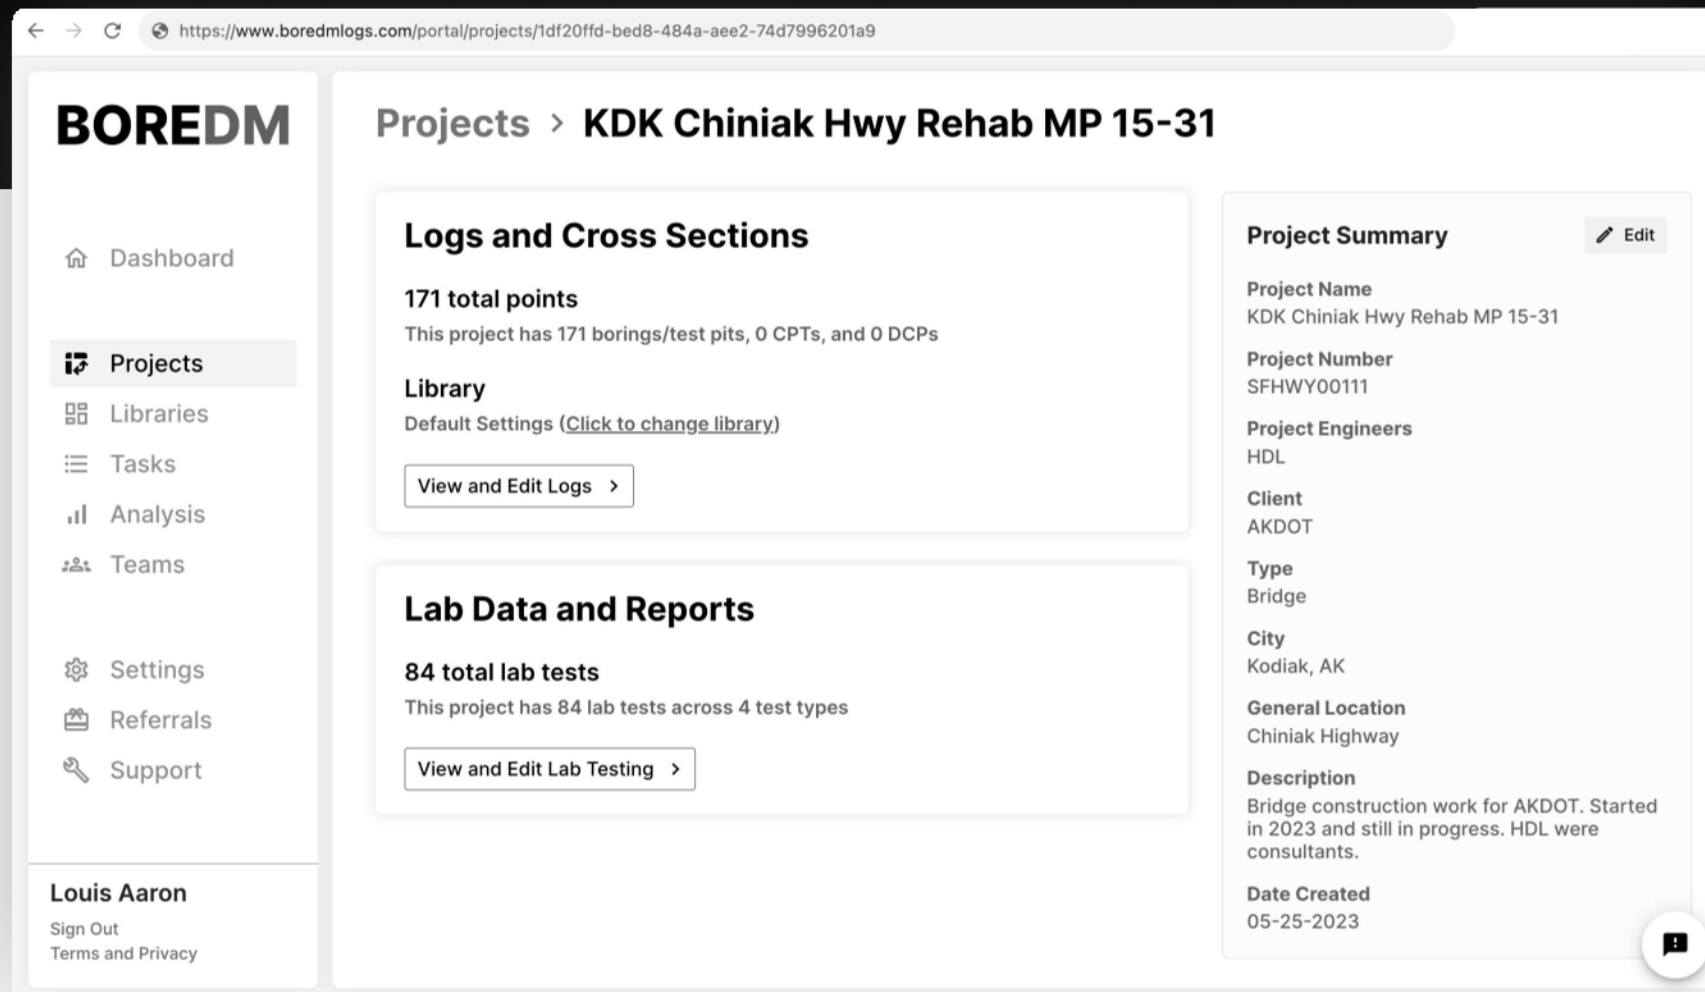 https://www.boredmlogs.com/portal/projects/1df20ffd-bed8-484a-aee2-74d7996201a9
BOREDM
Dashboard
Projects
Libraries
Tasks
Analysis
Teams
Settings
Referrals
Support
Louis Aaron
Sign Out
Terms and Privacy
Projects > KDK Chiniak Hwy Rehab MP 15-31
Logs and Cross Sections
171 total points
This project has 171 borings/test pits, 0 CPTs, and 0 DCPs
Library
Default Settings (Click to change library)
View and Edit Logs >
Lab Data and Reports
84 total lab tests
This project has 84 lab tests across 4 test types
View and Edit Lab Testing >
Project Summary
Edit
Project Name
KDK Chiniak Hwy Rehab MP 15-31
Project Number
SFHWY00111
Project Engineers
HDL
Client
AKDOT
Type
Bridge
City
Kodiak, AK
General Location
Chiniak Highway
Description
Bridge construction work for AKDOT. Started
in 2023 and still in progress. HDL were
consultants.
Date Created
05-25-2023